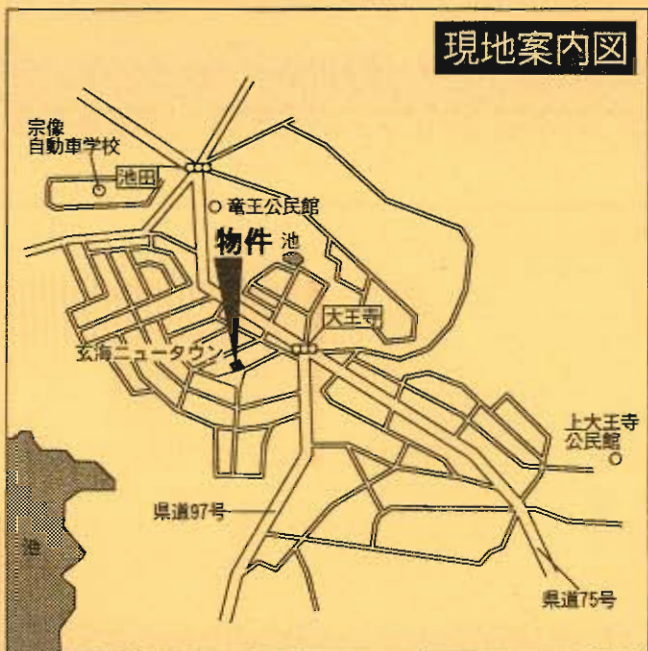 現地案内図
宗像
自動車学校
池田
竜王公民館
物件
池
大王寺
玄海ニュータウン
上大王寺
公民館
県道97号
池
県道75号